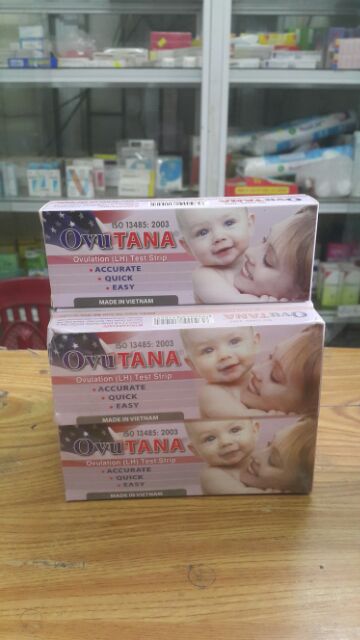 ISO 13485: 2003
OvuTANA
Ovulation (LH) Test Strip
• ACCURATE
• QUICK
• EASY
MADE IN VIETNAM
ISO 13485: 2003
OvuTANA
Ovulation (LH) Test Strip
• ACCURATE
• QUICK
• EASY
MADE IN VIETNAM
ISO 13485: 2003
OvuTANA
Ovulation (LH) Test Strip
• ACCURATE
• QUICK
• EASY
MADE IN VIETNAM